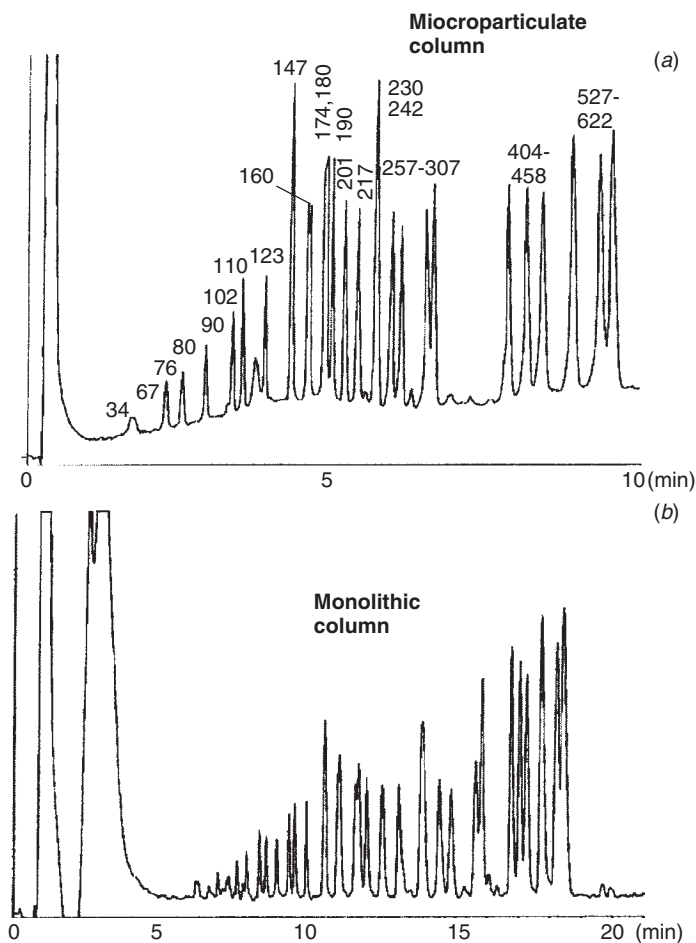 Miocroparticulate
column
(a)
147
174,180
190
230
242
527-
622
160
201
217
257-307
404-
458
110
123
102
90
80
76
67
34
0 5 10 (min)
(b)
Monolithic
column
0 5 10 15 20 (min)